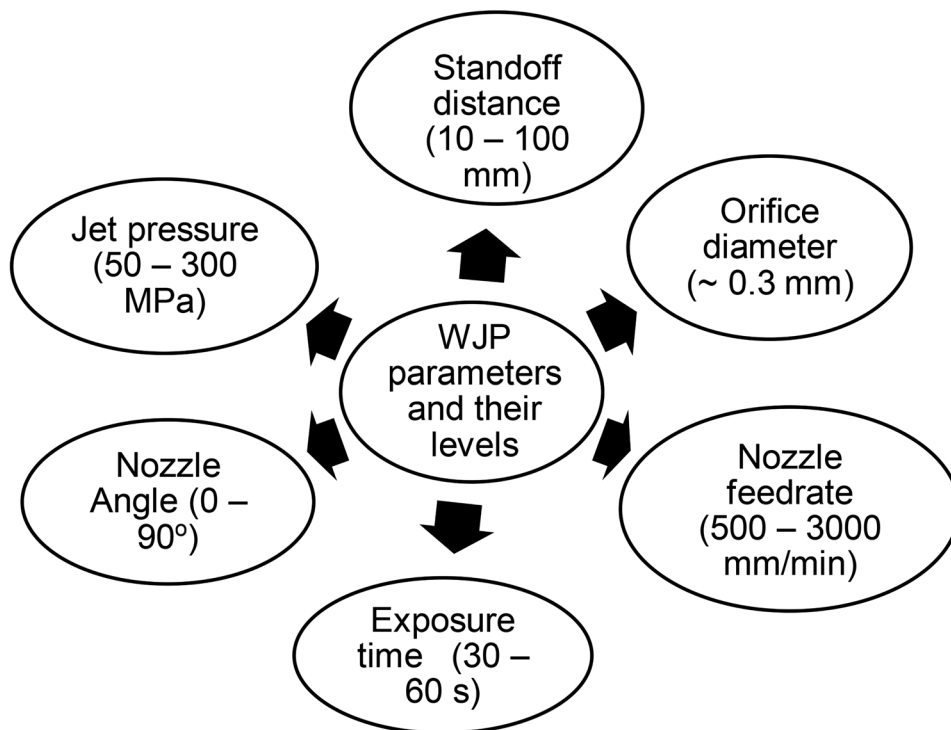 Standoff
distance
(10 – 100
mm)
Orifice
diameter
(~ 0.3 mm)
Jet pressure
(50 – 300
MPa)
WJP
parameters
and their
levels
Nozzle
Angle (0 –
90º)
Nozzle
feedrate
(500 – 3000
mm/min)
Exposure
time (30 –
60 s)